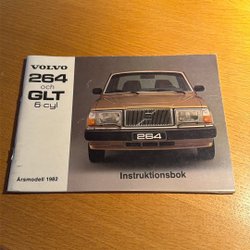 VOLVO
264
och
GLT
6 cyl
264
Instruktionsbok
Årsmodell 1982